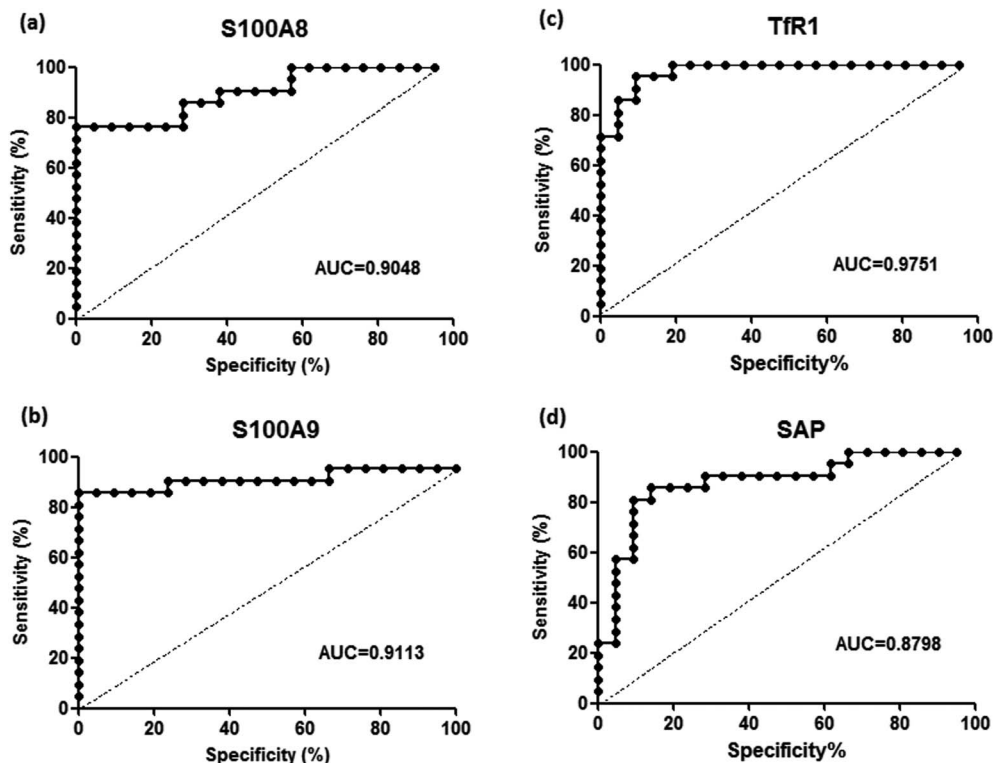 (a)
S100A8
100
80
60
40
20
0
Sensitivity (%)
AUC=0.9048
0 20 40 60 80 100
Specificity (%)
(c)
TfR1
100
80
60
40
20
0
Sensitivity (%)
AUC=0.9751
0 20 40 60 80 100
Specificity%
(b)
S100A9
100
80
60
40
20
0
Sensitivity (%)
AUC=0.9113
0 20 40 60 80 100
Specificity (%)
(d)
SAP
100
80
60
40
20
0
Sensitivity (%)
AUC=0.8798
0 20 40 60 80 100
Specificity%